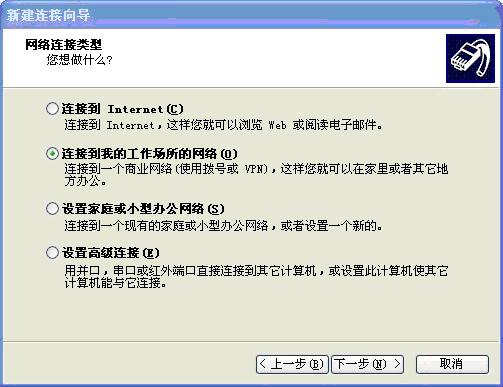 新建连接向导
网络连接类型
您想做什么?
连接到 Internet(C)
连接到 Internet,这样您就可以浏览 Web 或阅读电子邮件。
连接到我的工作场所的网络(O)
连接到一个商业网络(使用拨号或 VPN),这样您就可以在家里或者其它地
方办公。
设置家庭或小型办公网络(S)
连接到一个现有的家庭或小型办公网络,或者设置一个新的。
设置高级连接(E)
用并口,串口或红外端口直接连接到其它计算机,或设置此计算机使其它
计算机能与它连接。
< 上一步(B) 下一步(N) > 取消